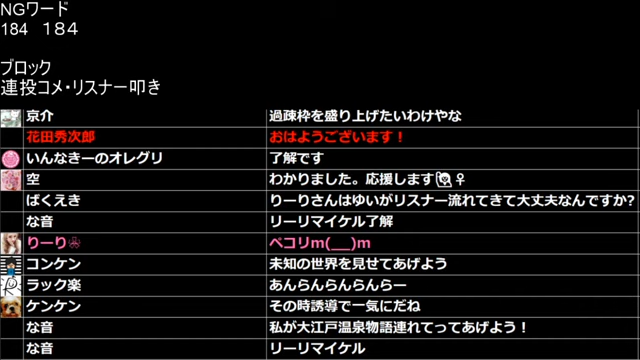 NGワード
184 １８４
ブロック
連投コメ・リスナー叩き
京介 過疎枠を盛り上げたいわけやな
花田秀次郎 おはようございます！
いんなきーのオレグリ 了解です
空 わかりました。応援します
ばくえき りーりさんはゆいがリスナー流れてきて大丈夫なんですか?
な音 リーリマイケル了解
りーり ペコリm(__)m
コンケン 未知の世界を見せてあげよう
ラック楽 あんらんらんらんらー
ケンケン その時誘導で一気にだね
な音 私が大江戸温泉物語連れてってあげよう！
な音 リーリマイケル